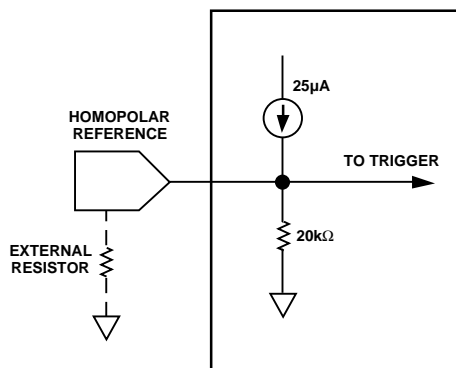 25μA
HOMOPOLAR
REFERENCE
TO TRIGGER
20kΩ
EXTERNAL
RESISTOR